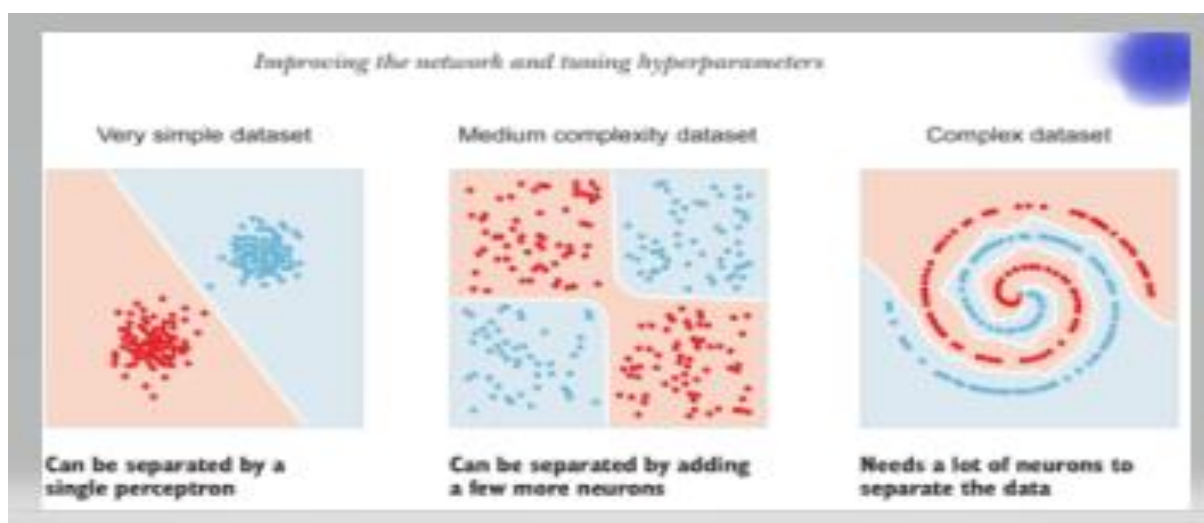 Improving the network and tuning hyperparameters
Very simple dataset
Medium complexity dataset
Complex dataset
Can be separated by a
single perceptron
Can be separated by adding
a few more neurons
Needs a lot of neurons to
separate the data